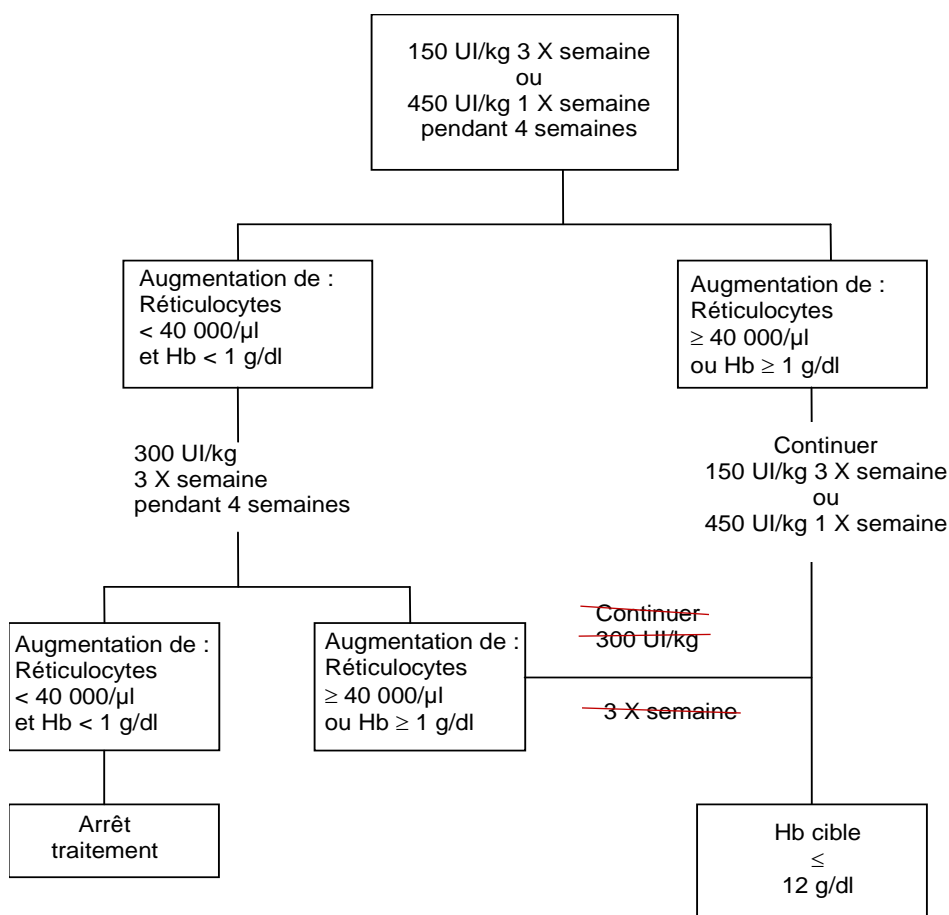 150 UI/kg 3 X semaine
ou
450 UI/kg 1 X semaine
pendant 4 semaines
Augmentation de :
Réticulocytes
< 40 000/µl
et Hb < 1 g/dl
Augmentation de :
Réticulocytes
≥ 40 000/µl
ou Hb ≥ 1 g/dl
300 UI/kg
3 X semaine
pendant 4 semaines
Continuer
150 UI/kg 3 X semaine
ou
450 UI/kg 1 X semaine
Augmentation de :
Réticulocytes
< 40 000/µl
et Hb < 1 g/dl
Augmentation de :
Réticulocytes
≥ 40 000/µl
ou Hb ≥ 1 g/dl
Continuer
300 UI/kg
3 X semaine
Arrêt
traitement
Hb cible
≤
12 g/dl